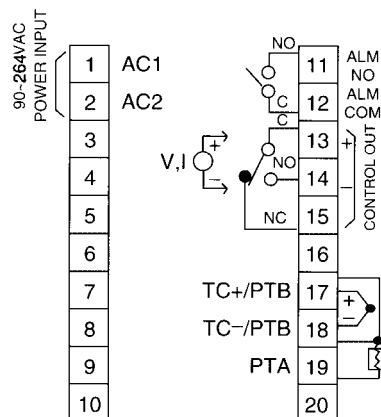 90~264VAC
POWER INPUT
1 AC1
2 AC2
3
4
5
6
7
8
9
10
NO 11 ALM NO
C 12 ALM COM
C 13 +
V,I + − NO 14 CONTROL OUT
NC 15 −
16
TC+/PTB 17 +
TC−/PTB 18 −
PTA 19
20